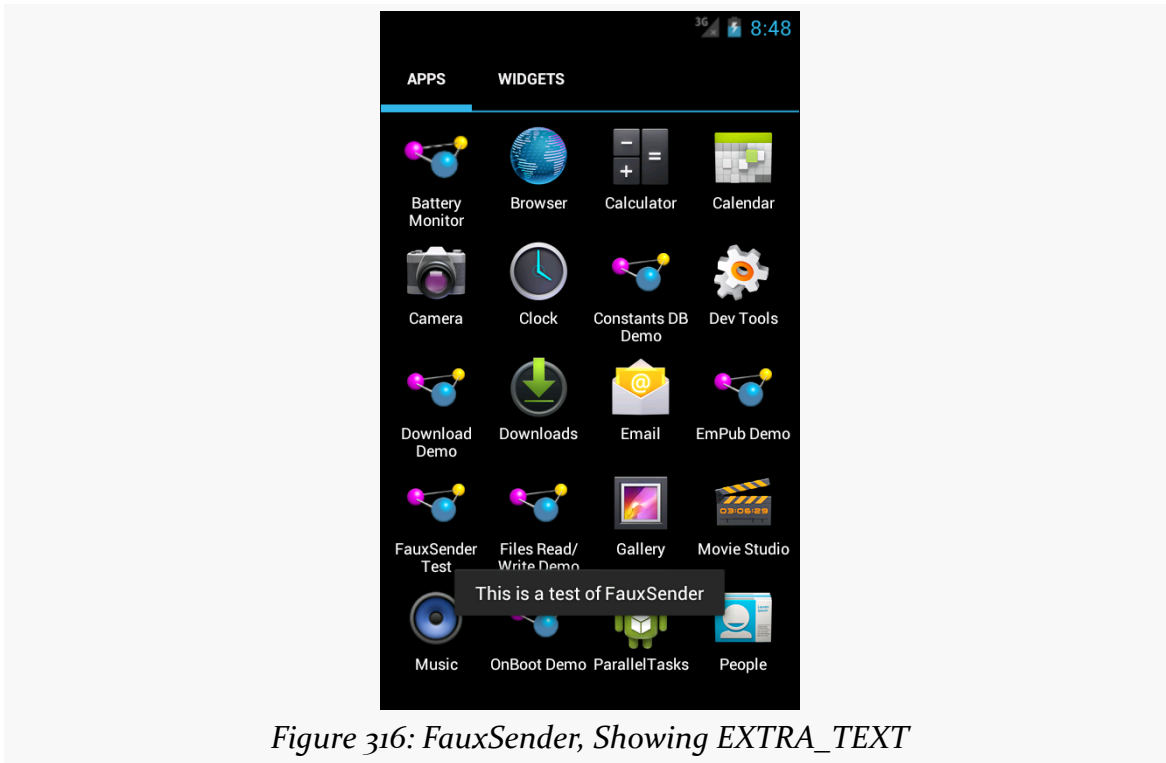 3G 8:48
APPS WIDGETS
Battery Browser Calculator Calendar
Monitor
Camera Clock Constants DB Dev Tools
Demo
Download Downloads Email EmPub Demo
Demo
FauxSender Files Read/ Gallery Movie Studio
Test Write Demo
This is a test of FauxSender
Music OnBoot Demo ParallelTasks People
Figure 316: FauxSender, Showing EXTRA_TEXT